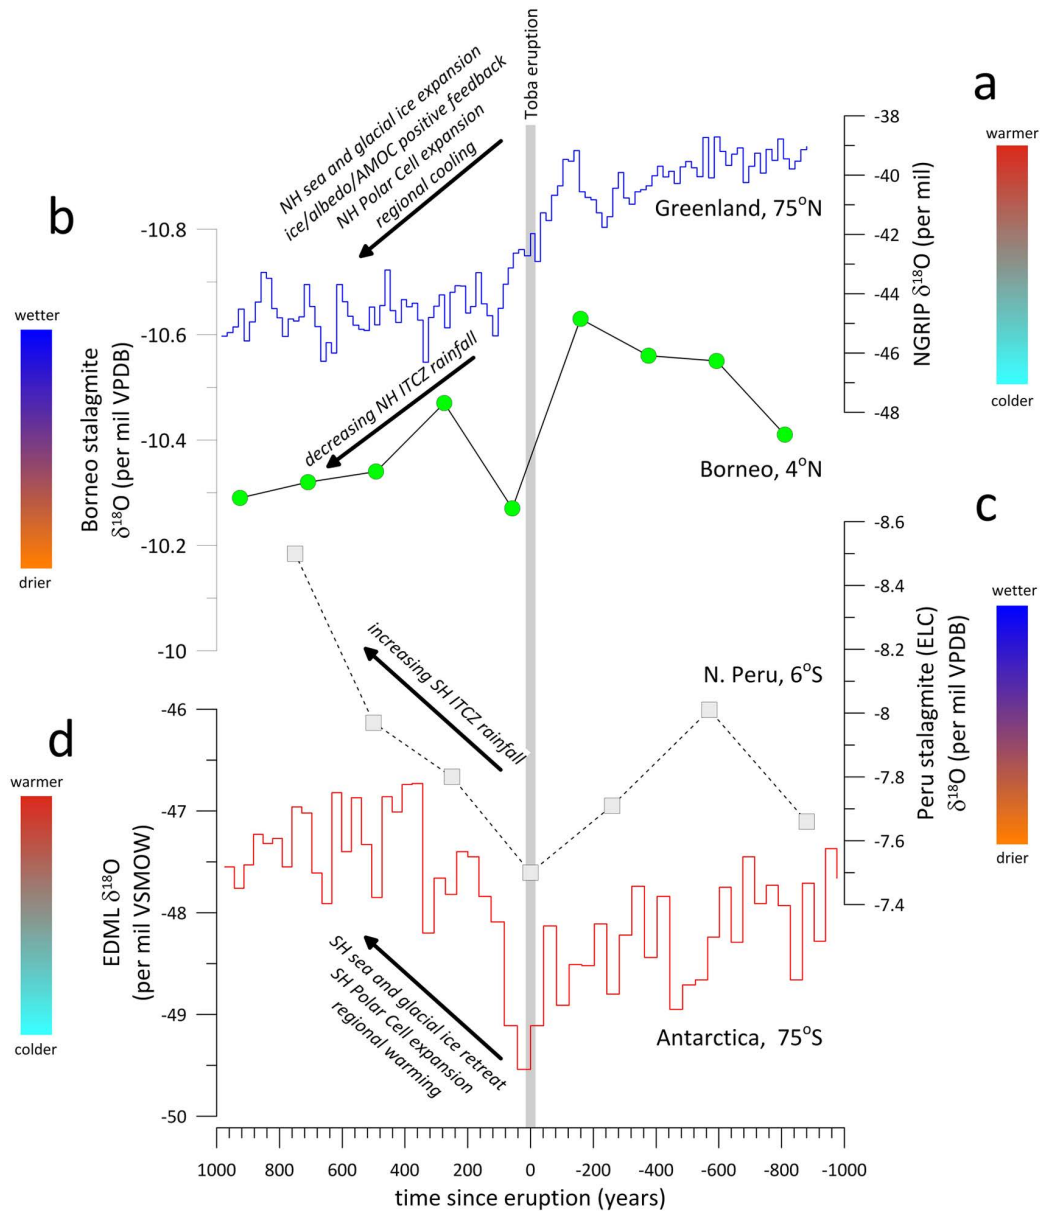 Toba eruption
NH sea and glacial ice expansion
ice/albedo/AMOC positive feedback
NH Polar Cell expansion
regional cooling
a
warmer
colder
-38
-40
-42
-44
-46
-48
NGRIP δ18O (per mil)
Greenland, 75oN
b
wetter
drier
Borneo stalagmite
δ18O (per mil VPDB)
-10.8
-10.6
-10.4
-10.2
-10
decreasing NH ITCZ rainfall
Borneo, 4oN
c
wetter
drier
-8.6
-8.4
-8.2
-8
-7.8
-7.6
-7.4
Peru stalagmite (ELC)
δ18O (per mil VPDB)
N. Peru, 6oS
increasing SH ITCZ rainfall
d
warmer
colder
EDML δ18O
(per mil VSMOW)
-46
-47
-48
-49
-50
SH sea and glacial ice retreat
SH Polar Cell expansion
regional warming
Antarctica, 75oS
1000 800 600 400 200 0 -200 -400 -600 -800 -1000
time since eruption (years)